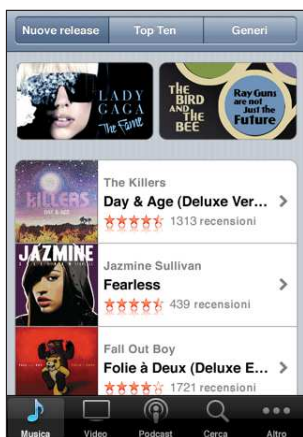 Nuove release
Top Ten
Generi
LADY
GAGA
The Fame
THE
BIRD
AND
THE
BEE
Ray Guns
are not
Just the
Future
KILLERS
DAY & AGE
The Killers
Day & Age (Deluxe Ver...
1313 recensioni
JAZMINE
Jazmine Sullivan
Fearless
439 recensioni
Fall Out Boy
Folie à Deux (Deluxe E...
1721 recensioni
Musica
Video
Podcast
Cerca
Altro